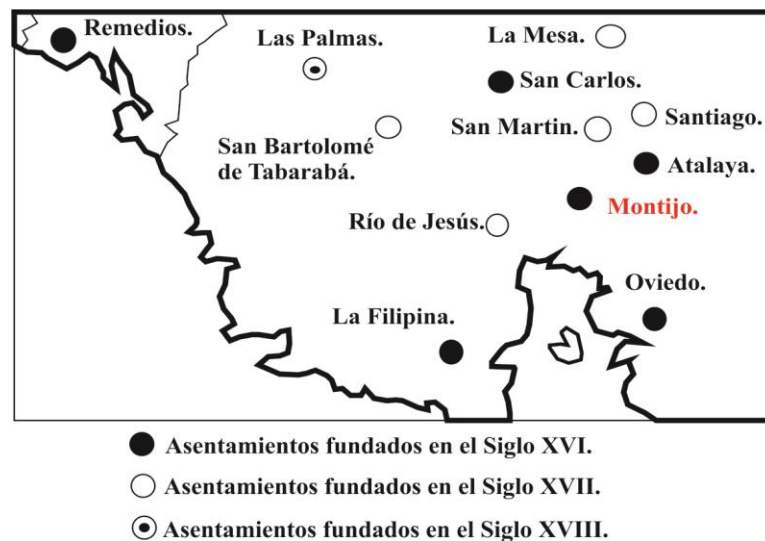 Remedios.
Las Palmas.
La Mesa.
San Carlos.
San Bartolomé
de Tabarabá.
San Martin.
Santiago.
Atalaya.
Montijo.
Río de Jesús.
Oviedo.
La Filipina.
Asentamientos fundados en el Siglo XVI.
Asentamientos fundados en el Siglo XVII.
Asentamientos fundados en el Siglo XVIII.